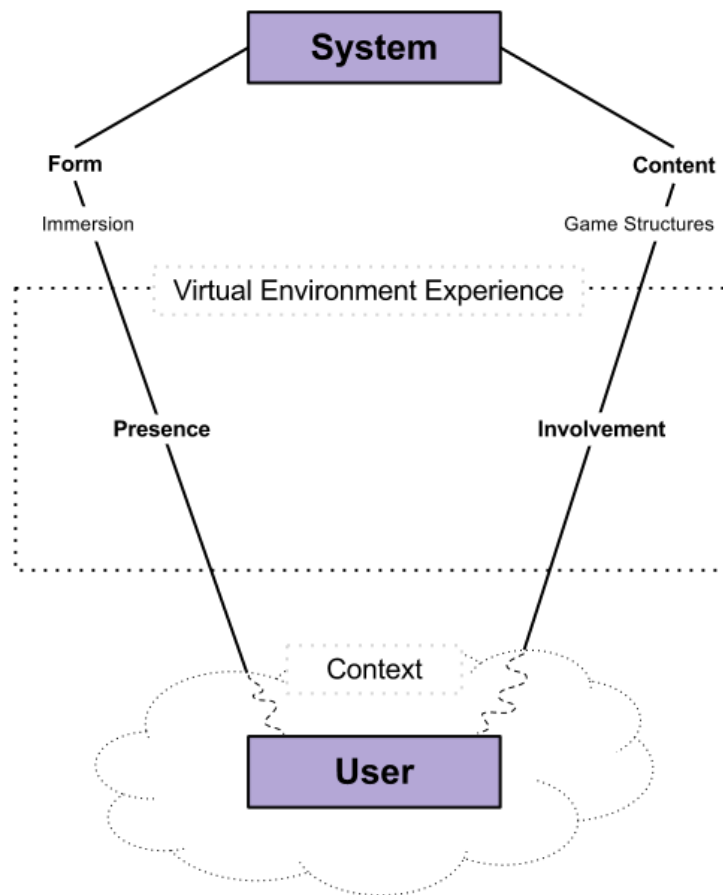 System
Form
Content
Immersion
Game Structures
Virtual Environment Experience
Presence
Involvement
Context
User